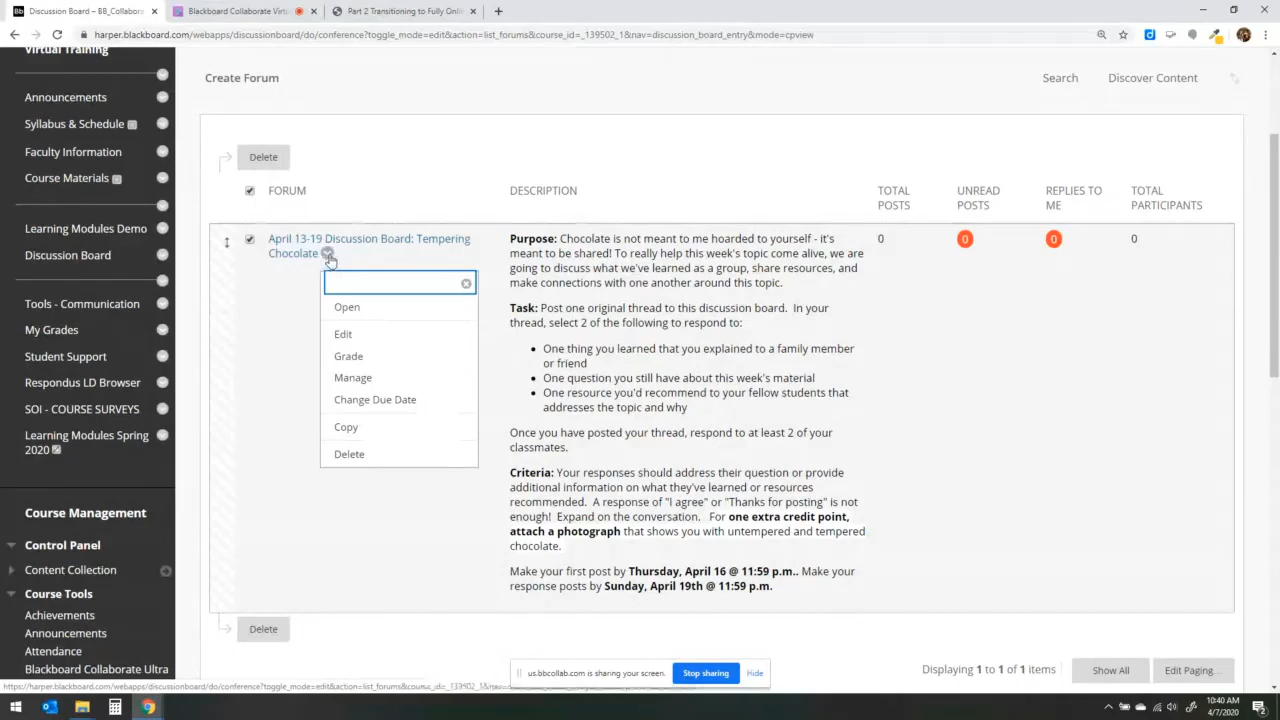 Discussion Board – BB_Collabora
Blackboard Collaborate Virtual
Part 2 Transitioning to Fully Onli
harper.blackboard.com/webapps/discussionboard/do/conference?toggle_mode=edit&action=list_forums&course_id=_139502_1&nav=discussion_board_entry&mode=cpview
Virtual Training
Announcements
Syllabus & Schedule
Faculty Information
Course Materials
Learning Modules Demo
Discussion Board
Tools - Communication
My Grades
Student Support
Respondus LD Browser
SOI - COURSE SURVEYS
Learning Modules Spring
2020
Course Management
Control Panel
Content Collection
Course Tools
Achievements
Announcements
Attendance
Blackboard Collaborate Ultra
Create Forum
Search
Discover Content
Delete
FORUM
DESCRIPTION
TOTAL
POSTS
UNREAD
POSTS
REPLIES TO
ME
TOTAL
PARTICIPANTS
April 13-19 Discussion Board: Tempering
Chocolate
Open
Edit
Grade
Manage
Change Due Date
Copy
Delete
Purpose: Chocolate is not meant to me hoarded to yourself - it's
meant to be shared! To really help this week's topic come alive, we are
going to discuss what we've learned as a group, share resources, and
make connections with one another around this topic.
Task: Post one original thread to this discussion board. In your
thread, select 2 of the following to respond to:
• One thing you learned that you explained to a family member
or friend
• One question you still have about this week's material
• One resource you'd recommend to your fellow students that
addresses the topic and why
Once you have posted your thread, respond to at least 2 of your
classmates.
Criteria: Your responses should address their question or provide
additional information on what they've learned or resources
recommended. A response of "I agree" or "Thanks for posting" is not
enough! Expand on the conversation. For one extra credit point,
attach a photograph that shows you with untempered and tempered
chocolate.
Make your first post by Thursday, April 16 @ 11:59 p.m.. Make your
response posts by Sunday, April 19th @ 11:59 p.m.
0
0
0
0
Delete
us.bbcollab.com is sharing your screen.
Stop sharing
Hide
Displaying 1 to 1 of 1 items
Show All
Edit Paging...
10:40 AM
4/7/2020